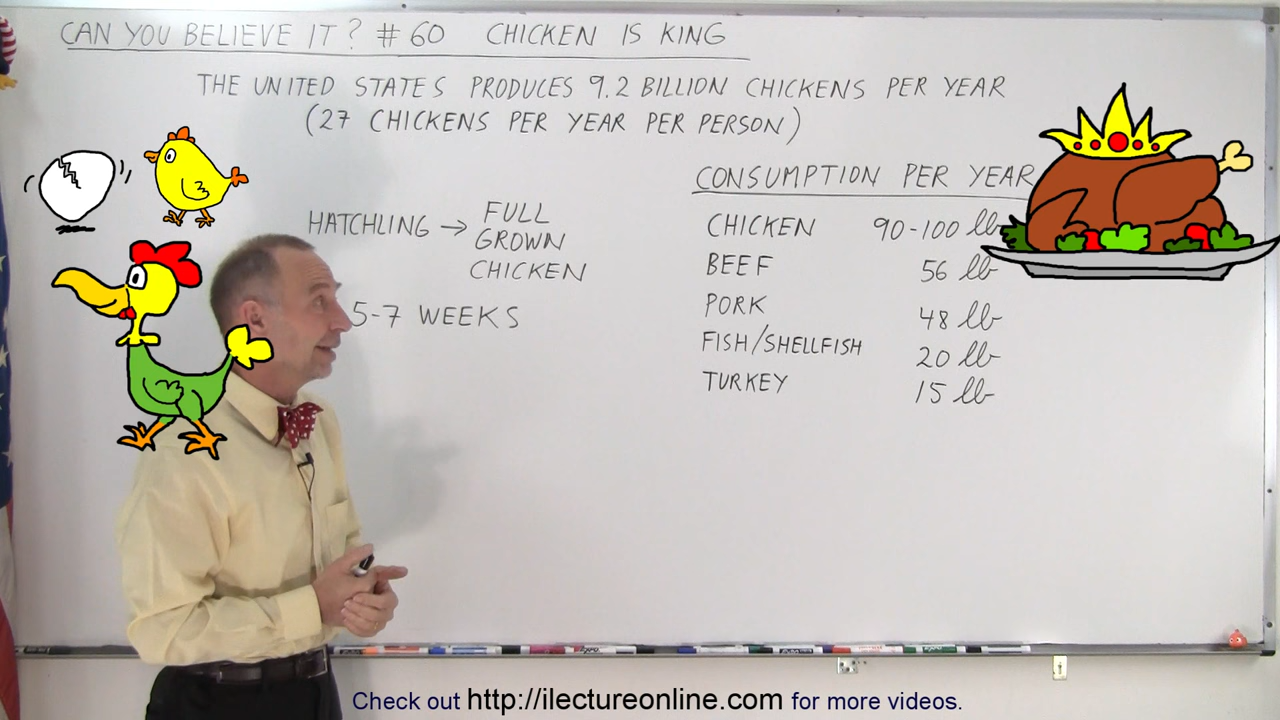 CAN YOU BELIEVE IT? #60 CHICKEN IS KING
THE UNITED STATES PRODUCES 9.2 BILLION CHICKENS PER YEAR
(27 CHICKENS PER YEAR PER PERSON)
HATCHLING → FULL
GROWN
CHICKEN
5-7 WEEKS
CONSUMPTION PER YEAR
CHICKEN 90-100 lb
BEEF 56 lb
PORK 48 lb
FISH/SHELLFISH 20 lb
TURKEY 15 lb
Check out http://ilectureonline.com for more videos.